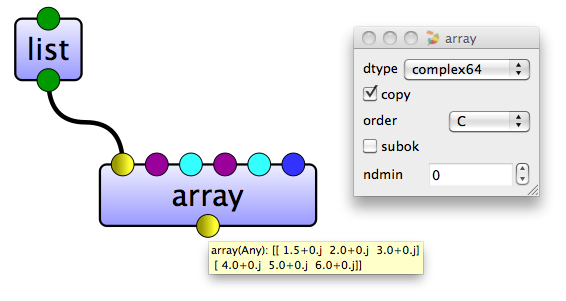 list
array
array(Any): [[ 1.5+0.j  2.0+0.j  3.0+0.j]
[ 4.0+0.j  5.0+0.j  6.0+0.j]]
array
dtype complex64
copy
order C
subok
ndmin 0